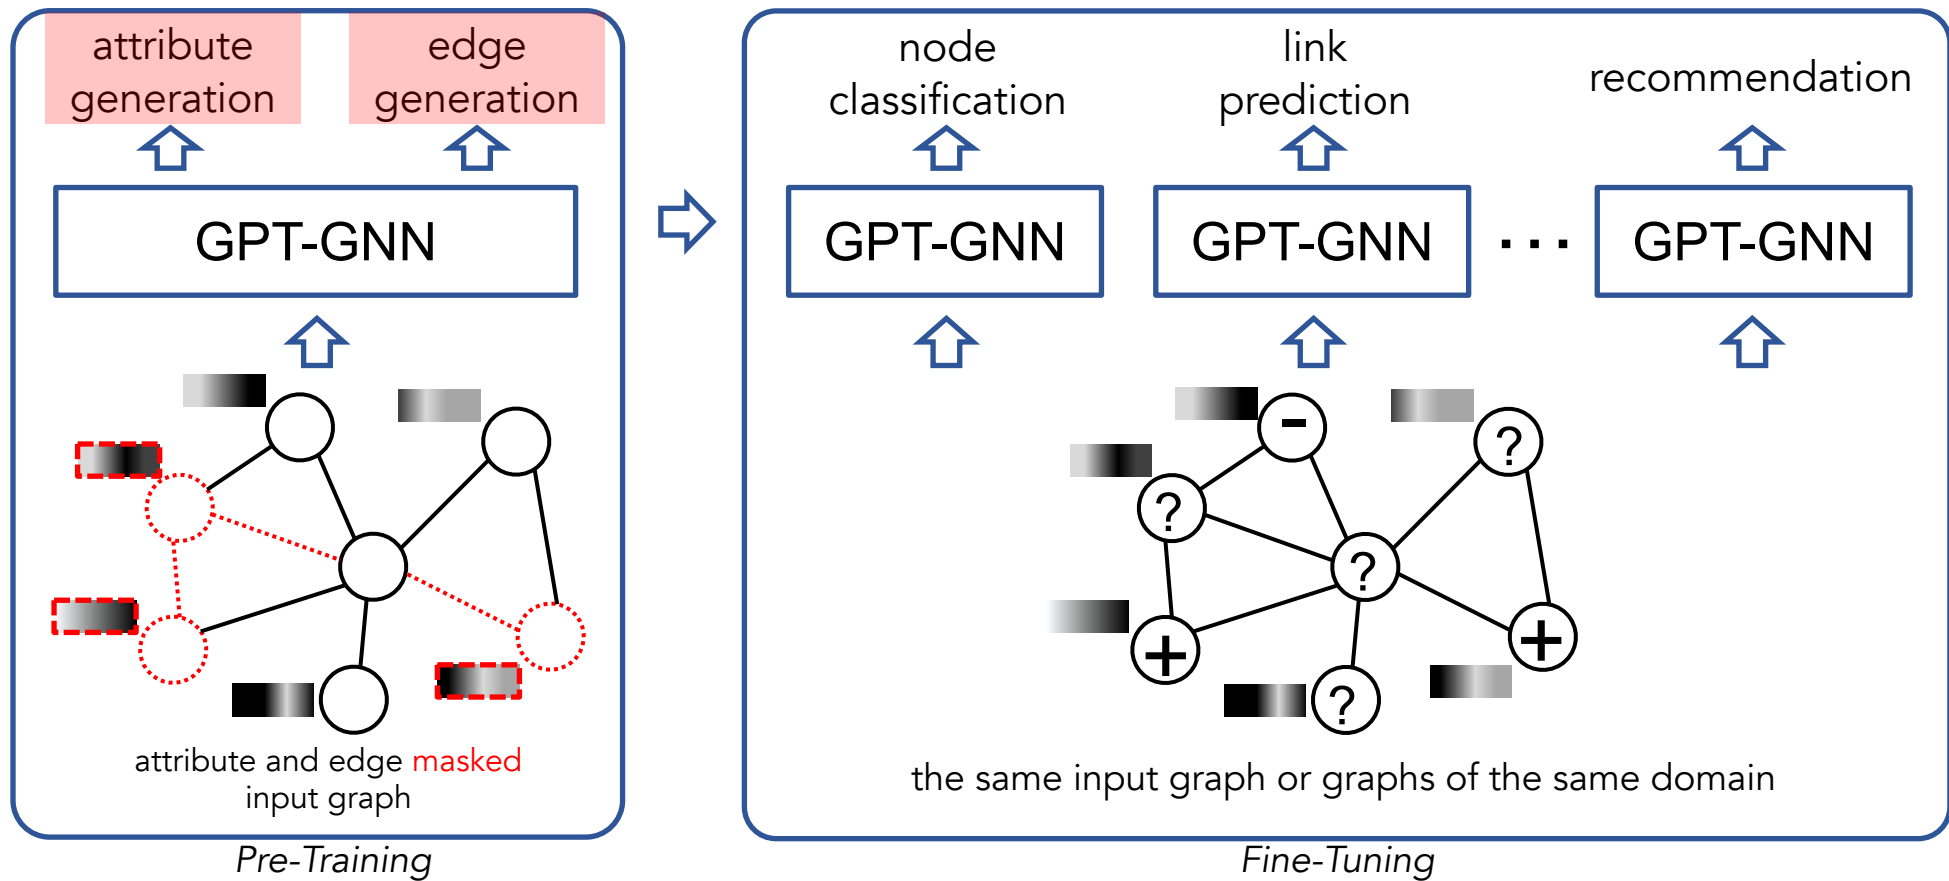 attribute
generation
edge
generation
GPT-GNN
attribute and edge masked
input graph
Pre-Training
node
classification
link
prediction
recommendation
GPT-GNN
GPT-GNN
...
GPT-GNN
-
?
?
?
+
+
?
the same input graph or graphs of the same domain
Fine-Tuning